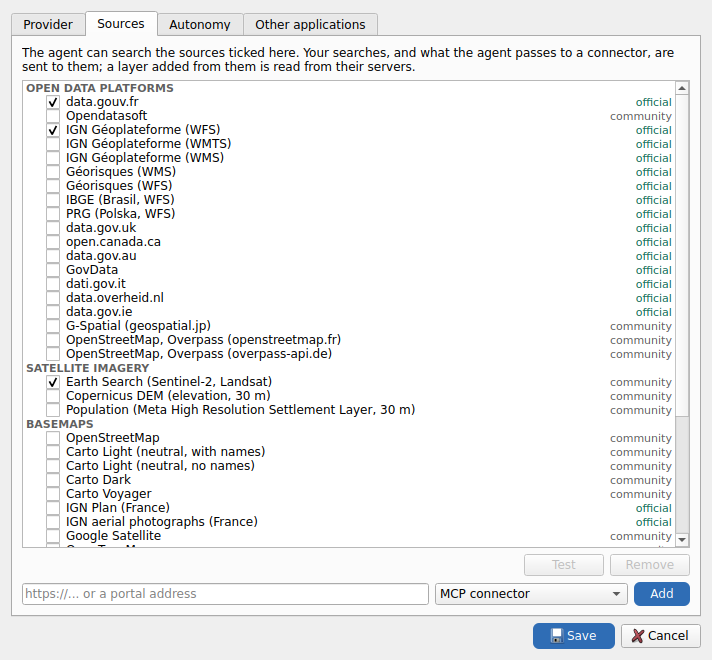 Provider
Sources
Autonomy
Other applications
The agent can search the sources ticked here. Your searches, and what the agent passes to a connector, are
sent to them; a layer added from them is read from their servers.
OPEN DATA PLATFORMS
data.gouv.fr official
Opendatasoft community
IGN Géoplateforme (WFS) official
IGN Géoplateforme (WMTS) official
IGN Géoplateforme (WMS) official
Géorisques (WMS) official
Géorisques (WFS) official
IBGE (Brasil, WFS) official
PRG (Polska, WFS) official
data.gov.uk official
open.canada.ca official
data.gov.au official
GovData official
dati.gov.it official
data.overheid.nl official
data.gov.ie official
G-Spatial (geospatial.jp) community
OpenStreetMap, Overpass (openstreetmap.fr) community
OpenStreetMap, Overpass (overpass-api.de) community
SATELLITE IMAGERY
Earth Search (Sentinel-2, Landsat) community
Copernicus DEM (elevation, 30 m) community
Population (Meta High Resolution Settlement Layer, 30 m) community
BASEMAPS
OpenStreetMap community
Carto Light (neutral, with names) community
Carto Light (neutral, no names) community
Carto Dark community
Carto Voyager community
IGN Plan (France) official
IGN aerial photographs (France) official
Google Satellite community
Test
Remove
https://... or a portal address
MCP connector
Add
Save
Cancel